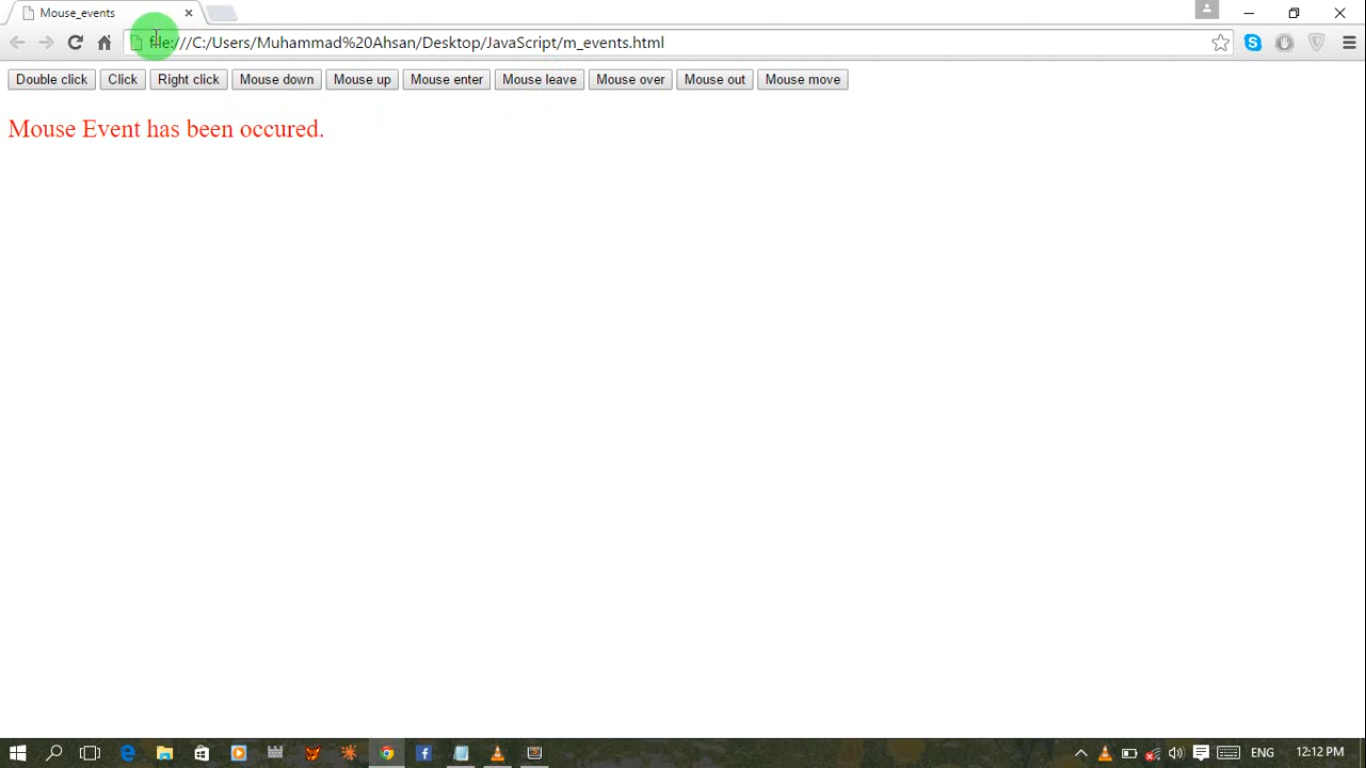 Mouse_events
file:///C:/Users/Muhammad%20Ahsan/Desktop/JavaScript/m_events.html
Double click Click Right click Mouse down Mouse up Mouse enter Mouse leave Mouse over Mouse out Mouse move
Mouse Event has been occured.
ENG 12:12 PM